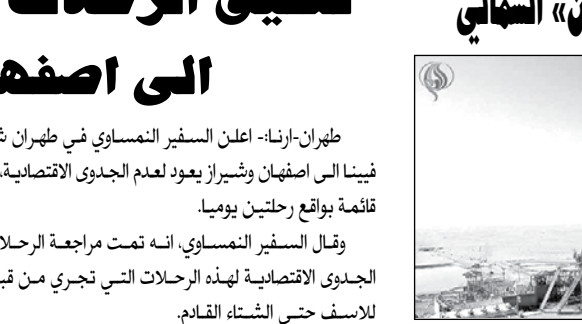 الرحلات
الى اصفه
ن» الشمالي
طهران-ارنا:- اعلن السفير النمساوي في طهران
فيينا الى اصفهان وشيراز يعود لعدم الجدوى الاقتصادية،
قائمة بواقع رحلتين يوميا.
وقال السفير النمساوي، انه تمت مراجعة الرحلا
الجدوى الاقتصادية لهذه الرحلات التي تجري من قب
للاسف حتى الشتاء القادم.